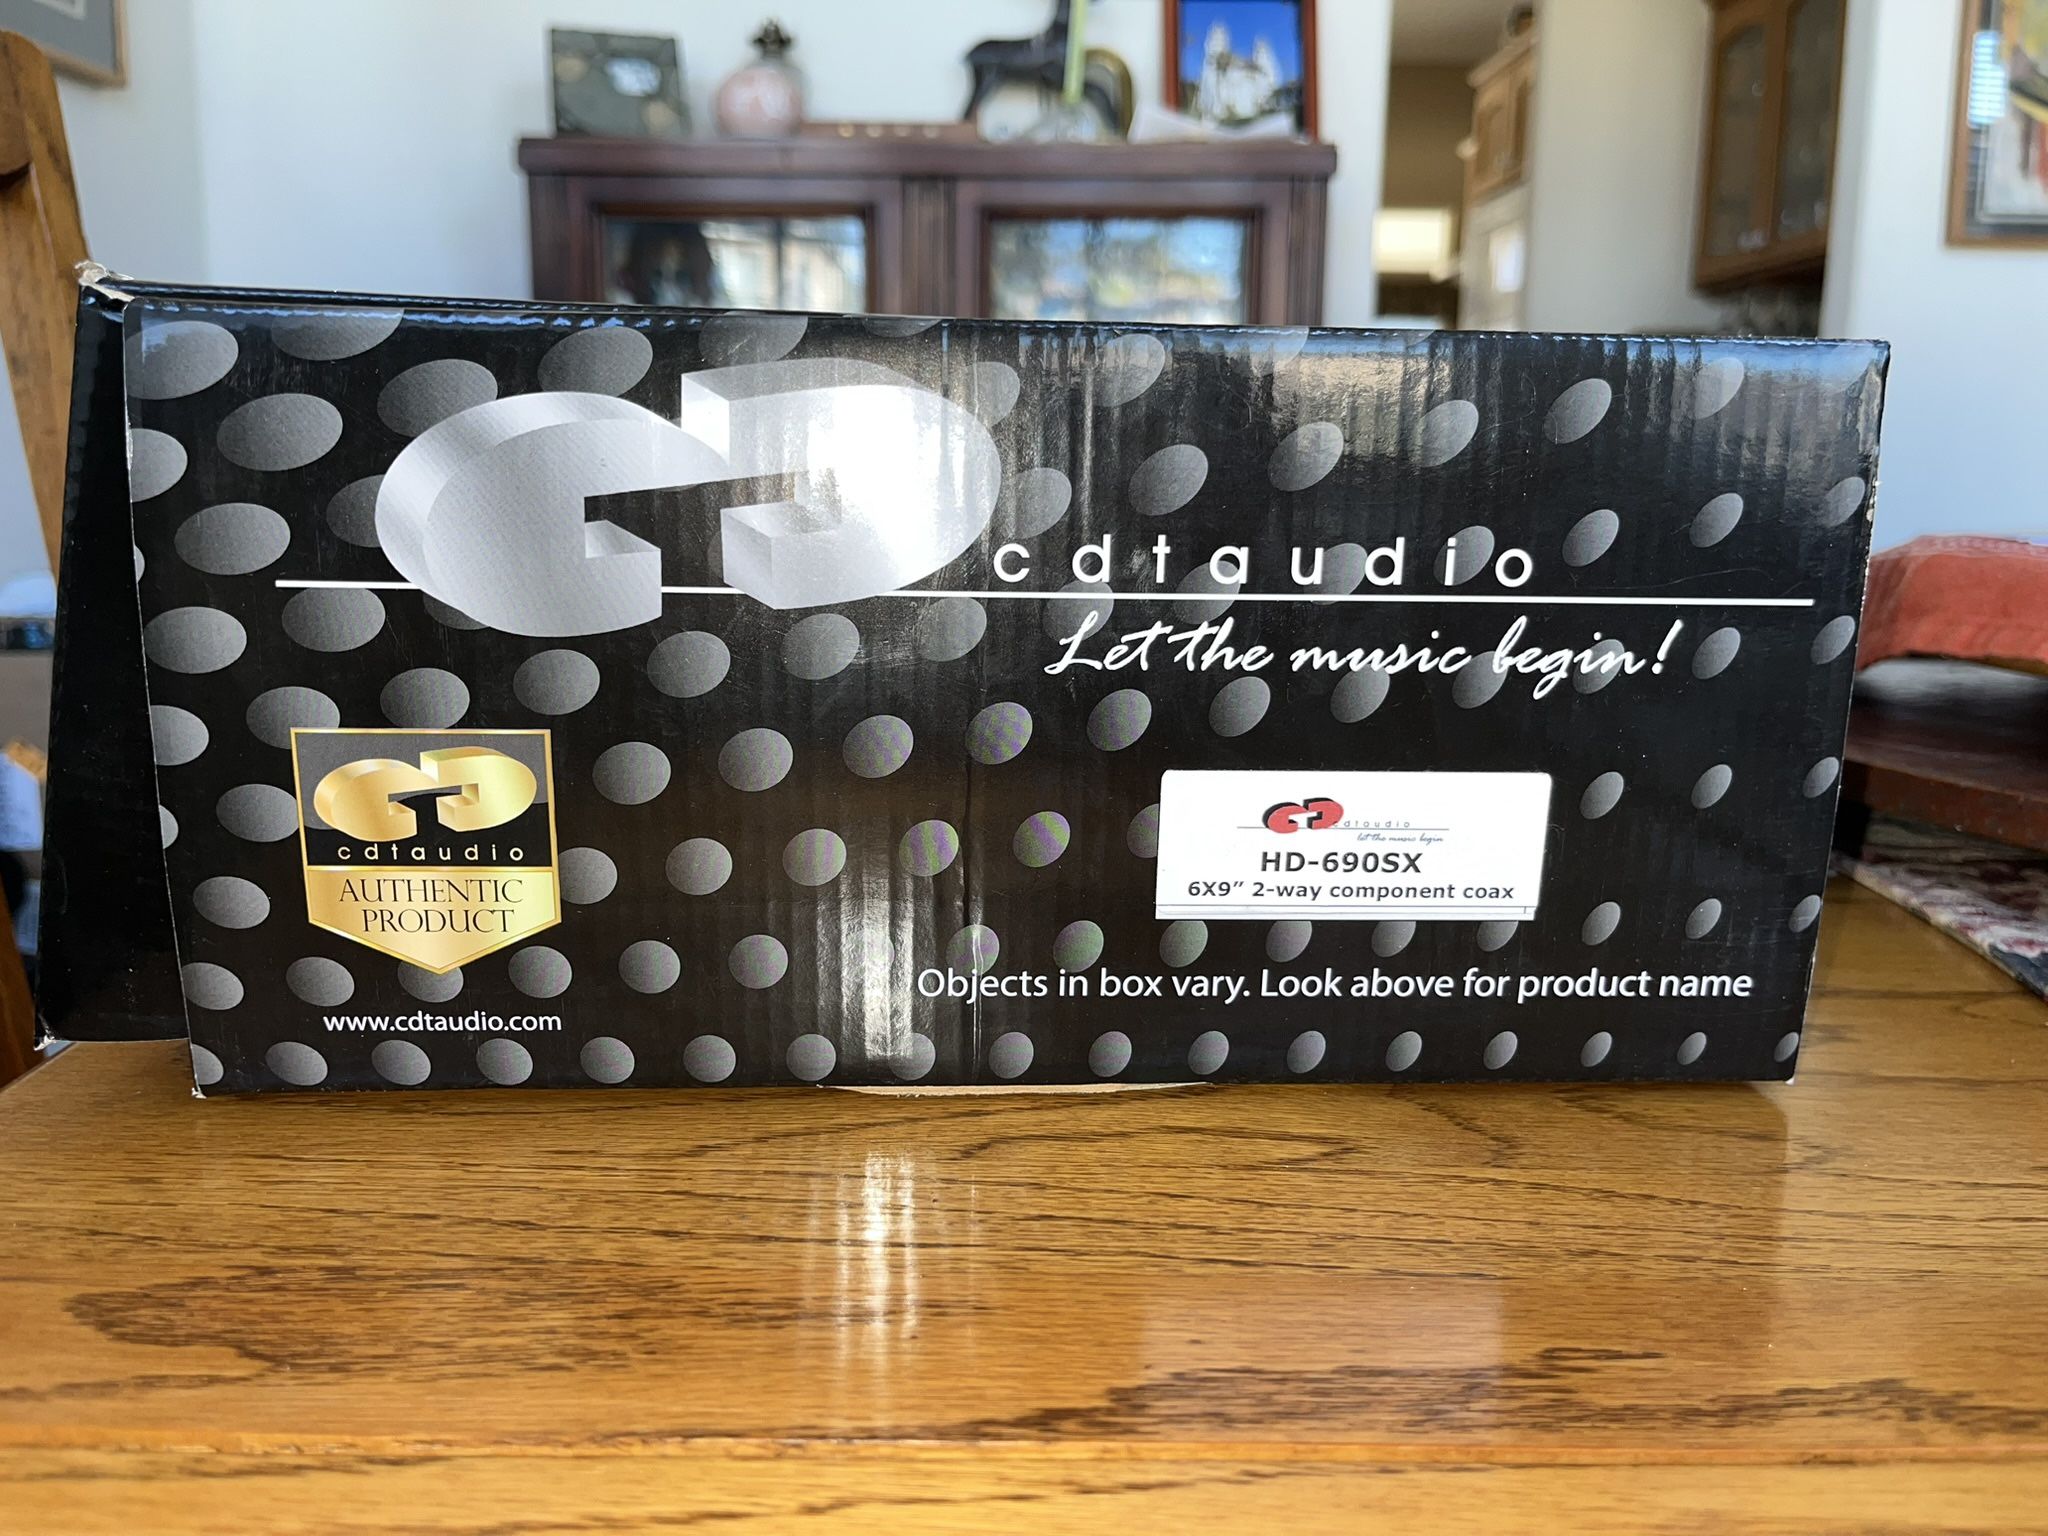 cdtaudio
Let the music begin!
cdtaudio
AUTHENTIC
PRODUCT
www.cdtaudio.com
cdtaudio
let the music begin
HD-690SX
6X9” 2-way component coax
Objects in box vary. Look above for product name